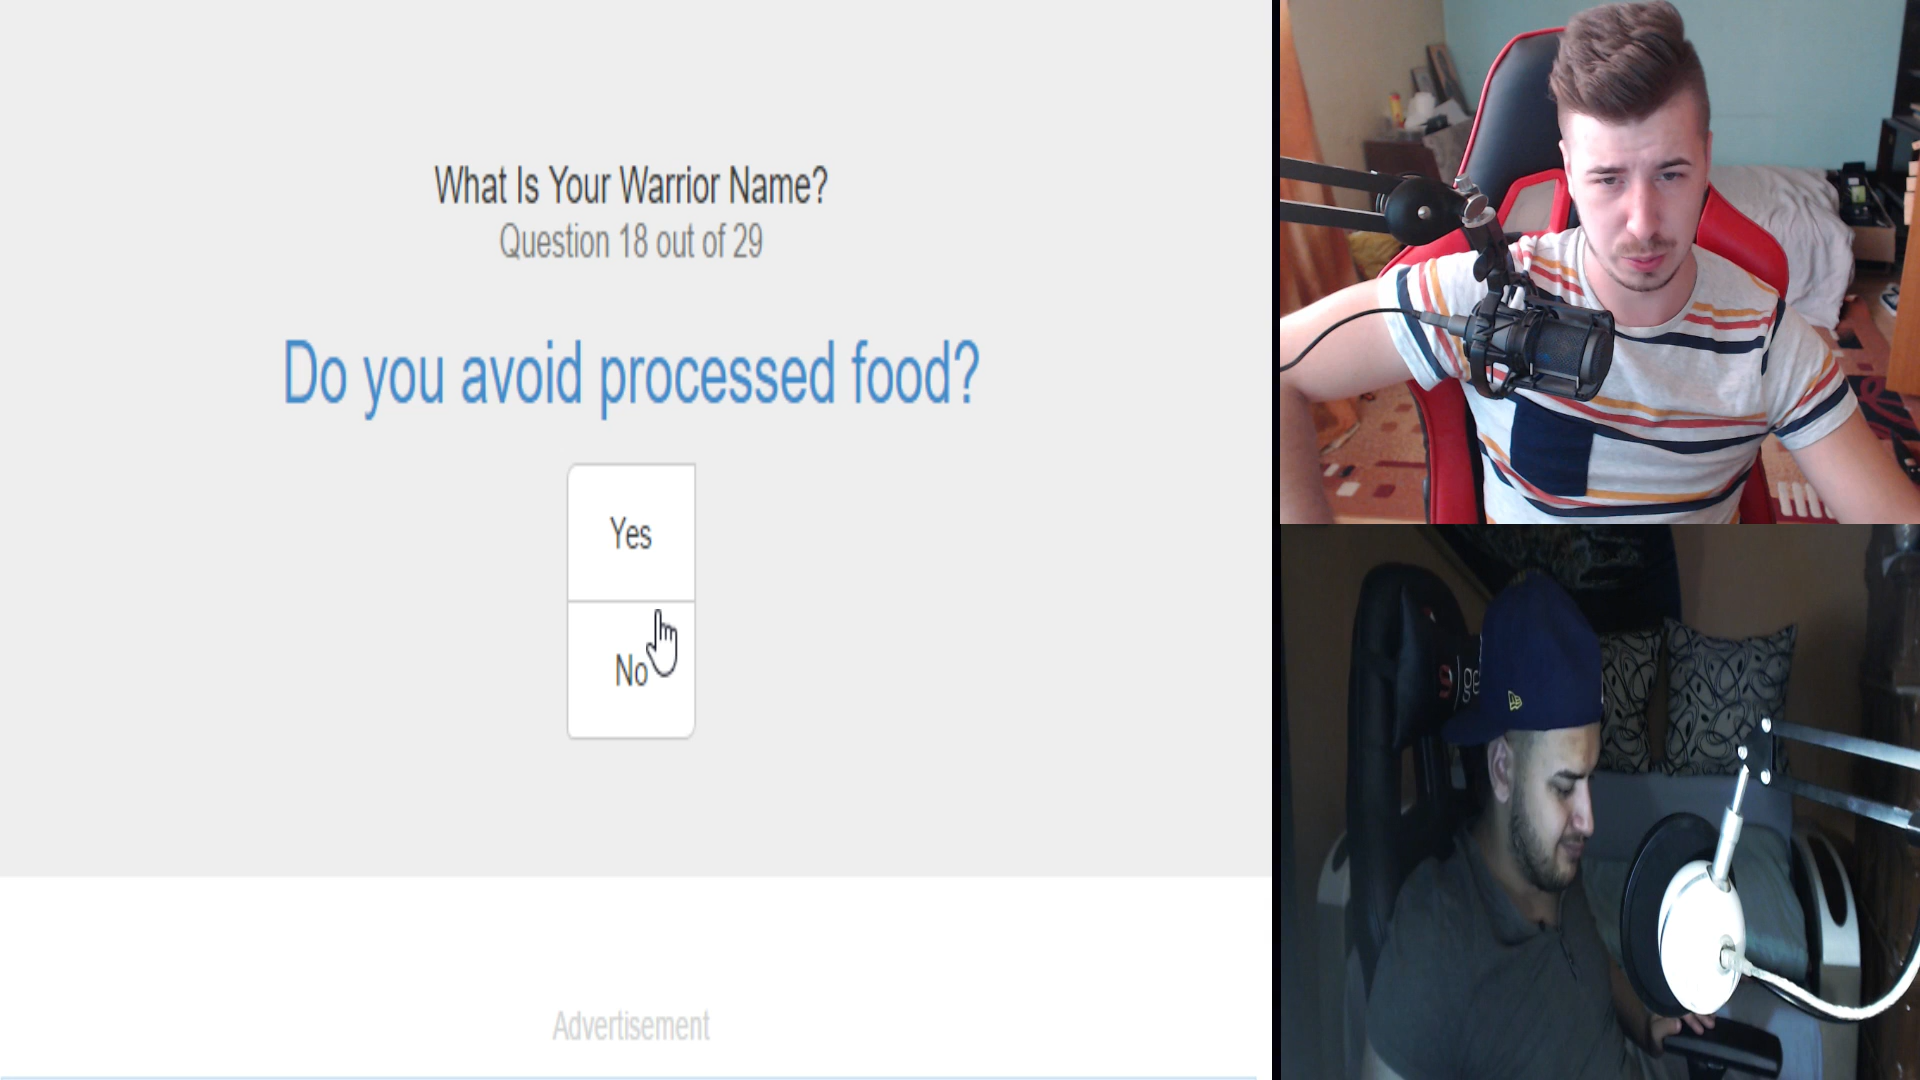 What Is Your Warrior Name?
Question 18 out of 29
Do you avoid processed food?
Yes
No
Advertisement